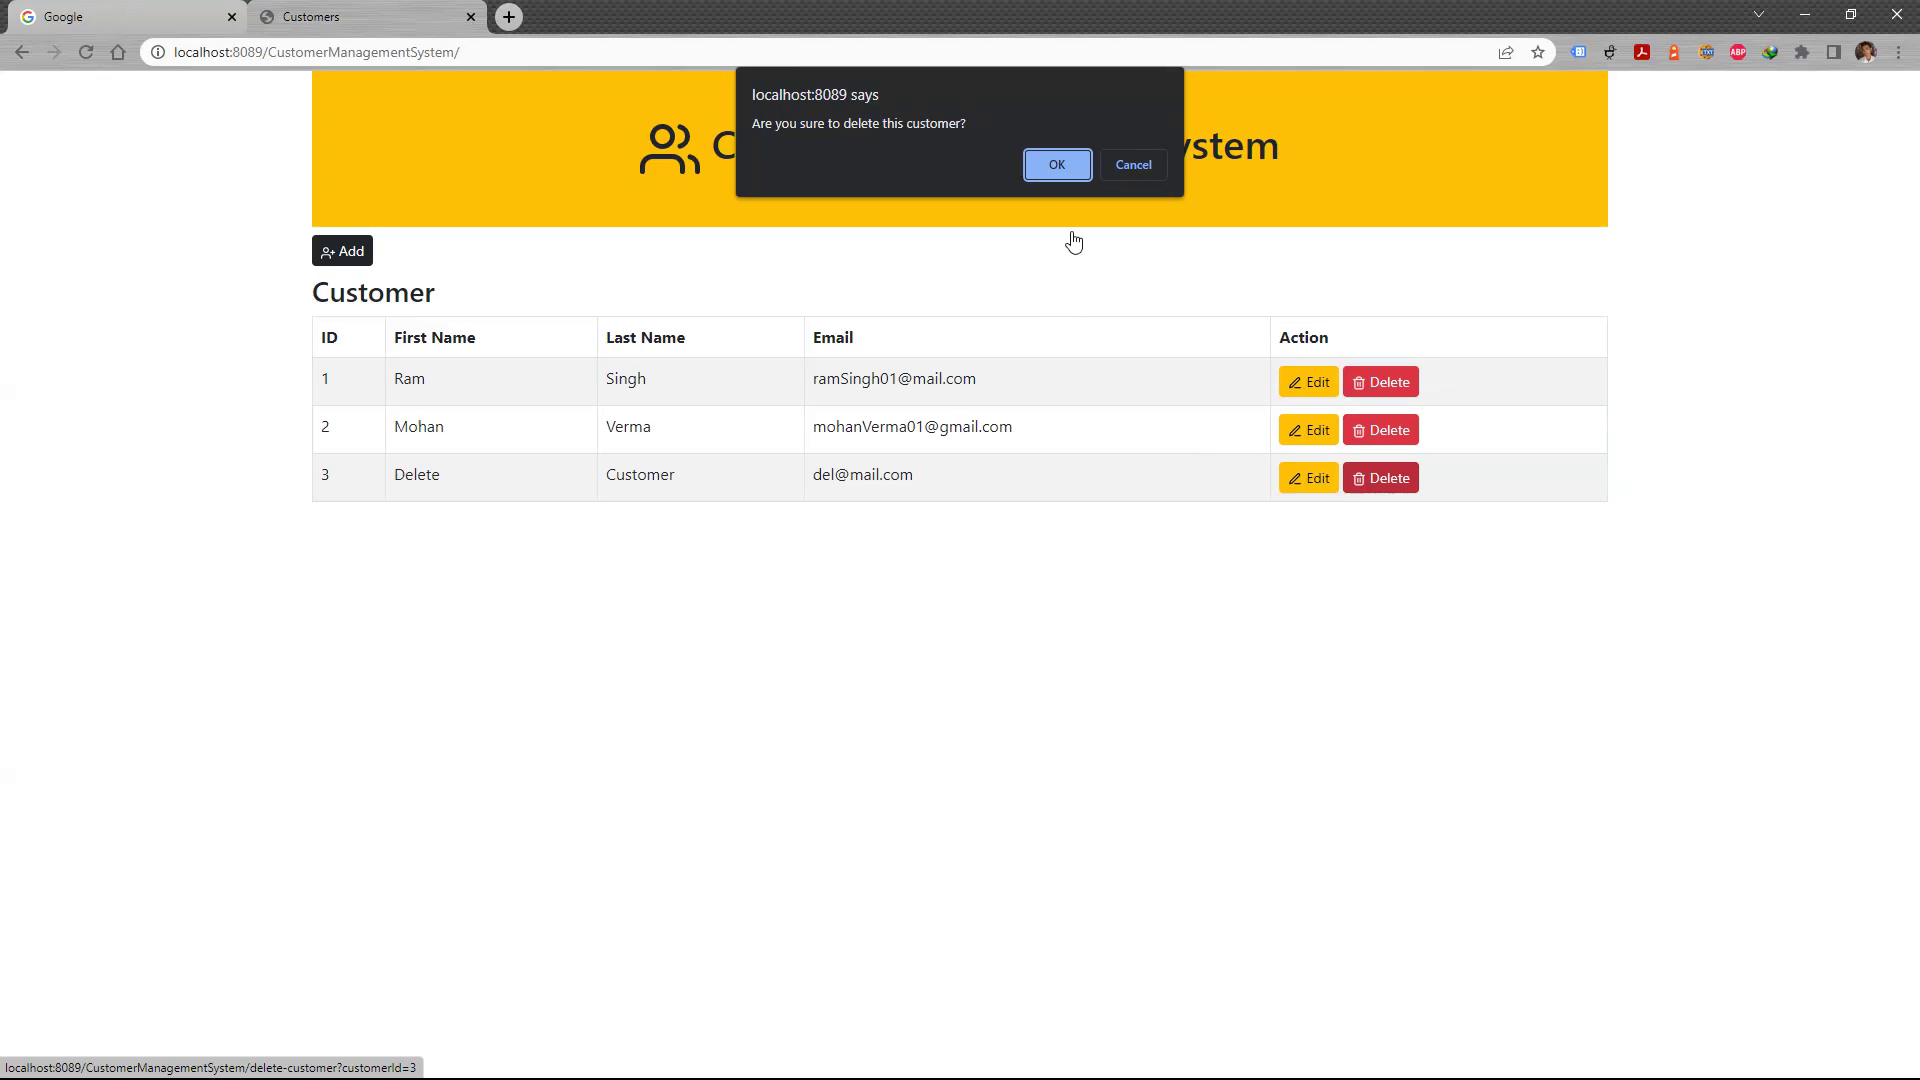 Google
Customers
localhost:8089/CustomerManagementSystem/
localhost:8089 says
Are you sure to delete this customer?
OK Cancel
Add
Customer
ID First Name Last Name Email Action
1 Ram Singh ramSingh01@mail.com Edit Delete
2 Mohan Verma mohanVerma01@gmail.com Edit Delete
3 Delete Customer del@mail.com Edit Delete
localhost:8089/CustomerManagementSystem/delete-customer?customerId=3